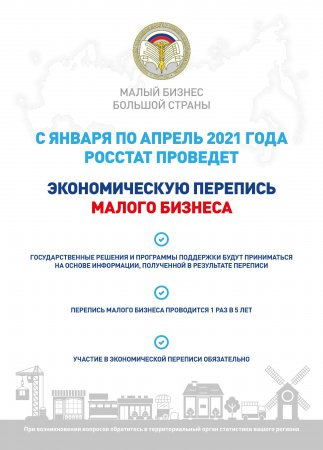 МАЛЫЙ БИЗНЕС
БОЛЬШОЙ СТРАНЫ
С ЯНВАРЯ ПО АПРЕЛЬ 2021 ГОДА
РОССТАТ ПРОВЕДЕТ
ЭКОНОМИЧЕСКУЮ ПЕРЕПИСЬ
МАЛОГО БИЗНЕСА
ГОСУДАРСТВЕННЫЕ РЕШЕНИЯ И ПРОГРАММЫ ПОДДЕРЖКИ БУДУТ ПРИНИМАТЬСЯ
НА ОСНОВЕ ИНФОРМАЦИИ, ПОЛУЧЕННОЙ В РЕЗУЛЬТАТЕ ПЕРЕПИСИ
ПЕРЕПИСЬ МАЛОГО БИЗНЕСА ПРОВОДИТСЯ 1 РАЗ В 5 ЛЕТ
УЧАСТИЕ В ЭКОНОМИЧЕСКОЙ ПЕРЕПИСИ ОБЯЗАТЕЛЬНО
При возникновении вопросов обратитесь в территориальный орган статистики вашего региона